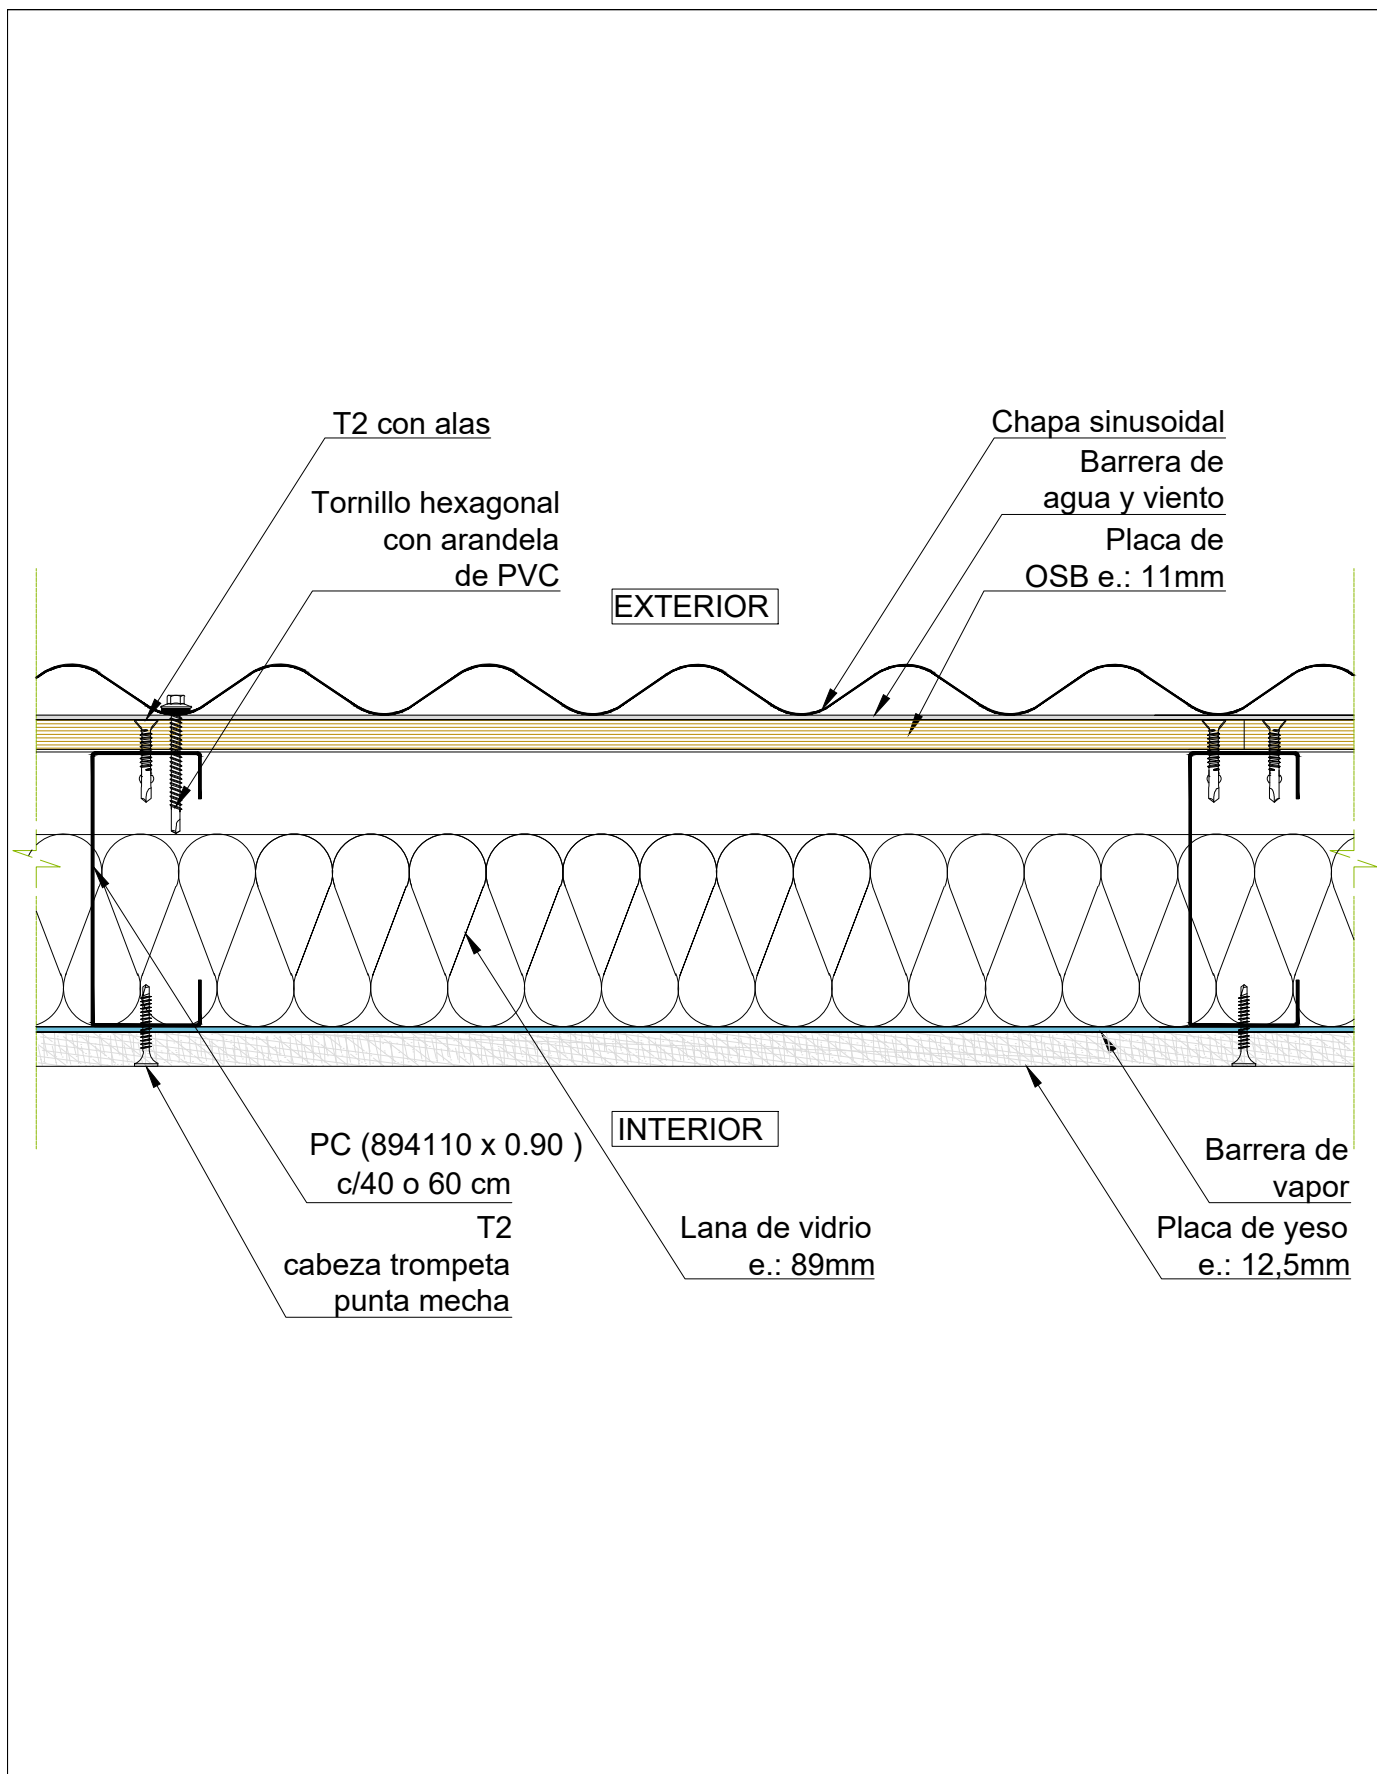 T2 con alas
Tornillo hexagonal
con arandela
de PVC
Chapa sinusoidal
Barrera de
agua y viento
Placa de
OSB e.: 11mm
EXTERIOR
INTERIOR
PC (894110 x 0.90 )
c/40 o 60 cm
T2
cabeza trompeta
punta mecha
Lana de vidrio
e.: 89mm
Barrera de
vapor
Placa de yeso
e.: 12,5mm